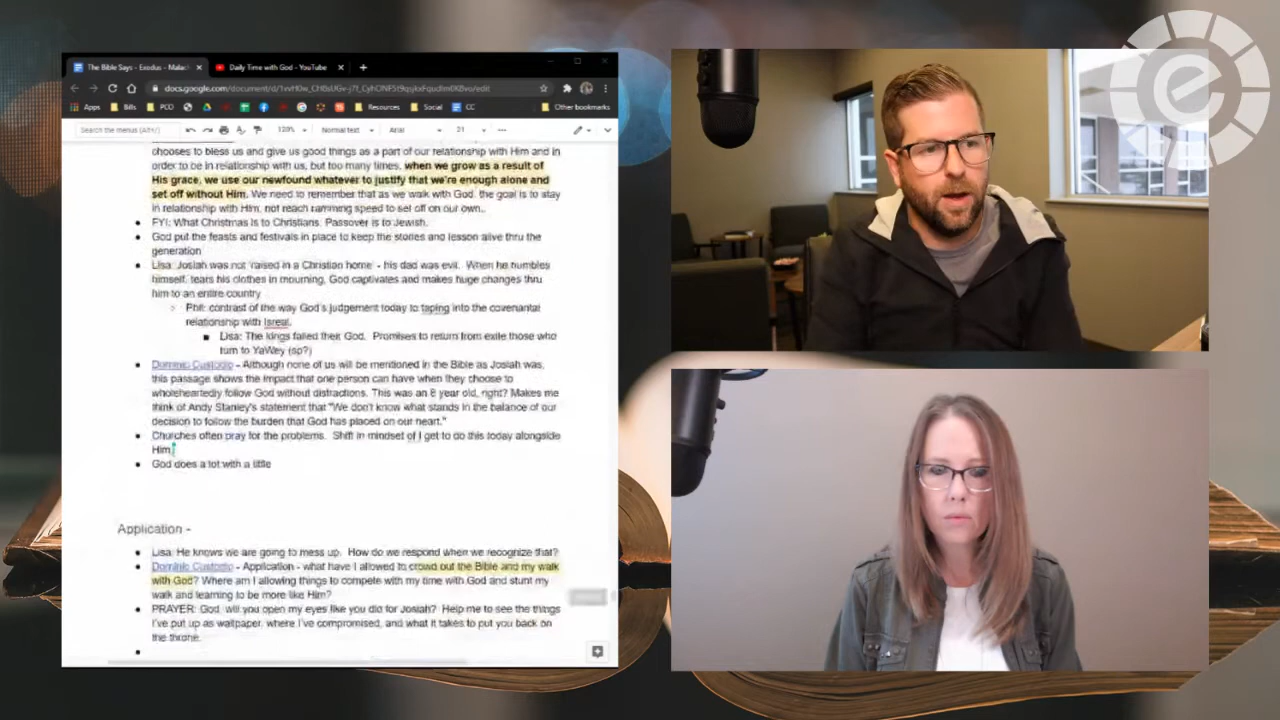 The Bible Says - Exodus - Malac
Daily Time with God - YouTube
Apps
Bills
PCO
Resources
Social
CC
Other bookmarks
Search the menus (Alt+/)
120%
Normal text
Arial
21
chooses to bless us and give us good things as a part of our relationship with Him and in
order to be in relationship with us, but too many times, when we grow as a result of
His grace, we use our newfound whatever to justify that we're enough alone and
set off without Him. We need to remember that as we walk with God, the goal is to stay
in relationship with Him, not reach ramming speed to set off on our own.
FYI: What Christmas is to Christians, Passover is to Jewish.
God put the feasts and festivals in place to keep the stories and lesson alive thru the
generation
Lisa: Josiah was not 'raised in a Christian home' - his dad was evil. When he humbles
himself, tears his clothes in mourning, God captivates and makes huge changes thru
him to an entire country
Phil: contrast of the way God's judgement today to taping into the covenantal
relationship with Isreal.
Lisa: The kings failed their God. Promises to return from exile those who
turn to YaWey (sp?)
Dominic Custodio - Although none of us will be mentioned in the Bible as Josiah was,
this passage shows the impact that one person can have when they choose to
wholeheartedly follow God without distractions. This was an 8 year old, right? Makes me
think of Andy Stanley's statement that "We don't know what stands in the balance of our
decision to follow the burden that God has placed on our heart."
Churches often pray for the problems. Shift in mindset of I get to do this today alongside
Him.
God does a lot with a little
Application -
Lisa: He knows we are going to mess up. How do we respond when we recognize that?
Dominic Custodio - Application - what have I allowed to crowd out the Bible and my walk
with God? Where am I allowing things to compete with my time with God and stunt my
walk and learning to be more like Him?
PRAYER: God, will you open my eyes like you did for Josiah? Help me to see the things
I've put up as wallpaper, where I've compromised, and what it takes to put you back on
the throne.
e